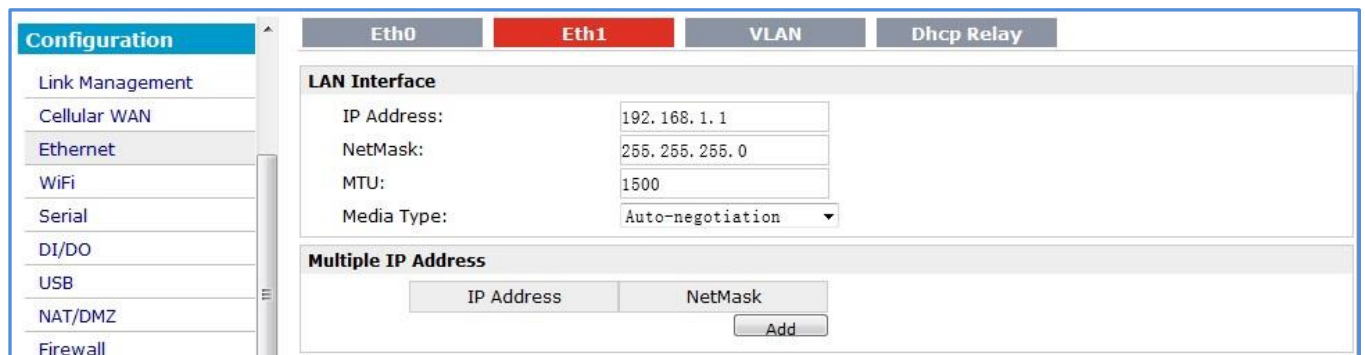 Configuration
Link Management
Cellular WAN
Ethernet
WiFi
Serial
DI/DO
USB
NAT/DMZ
Firewall
Eth0 Eth1 VLAN Dhcp Relay
LAN Interface
IP Address: 192.168.1.1
NetMask: 255.255.255.0
MTU: 1500
Media Type: Auto-negotiation
Multiple IP Address
IP Address NetMask
Add